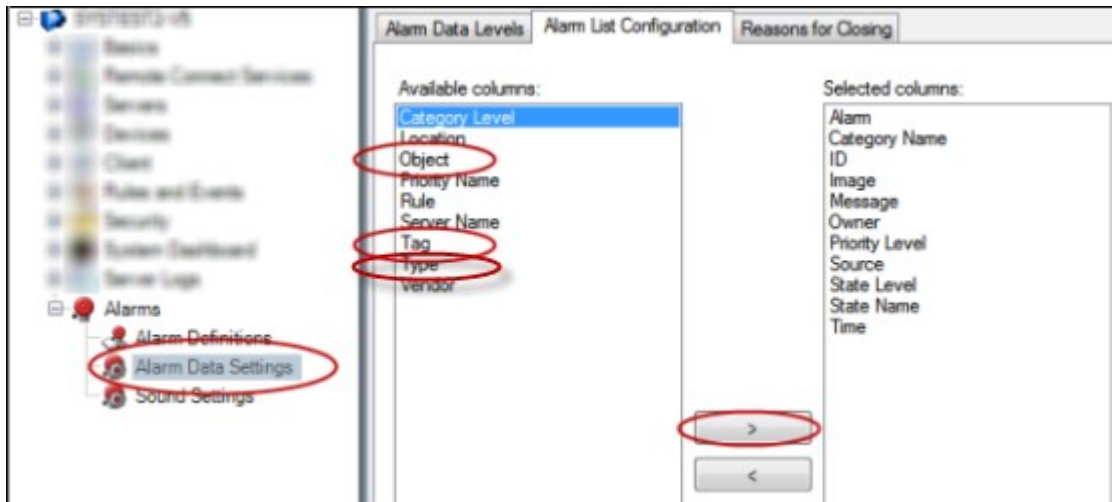 Alarms
Alarm Definitions
Alarm Data Settings
Sound Settings
Alarm Data Levels
Alarm List Configuration
Reasons for Closing
Available columns:
Category Level
Location
Object
Priority Name
Rule
Server Name
Tag
Type
Vendor
>
<
Selected columns:
Alarm
Category Name
ID
Image
Message
Owner
Priority Level
Source
State Level
State Name
Time